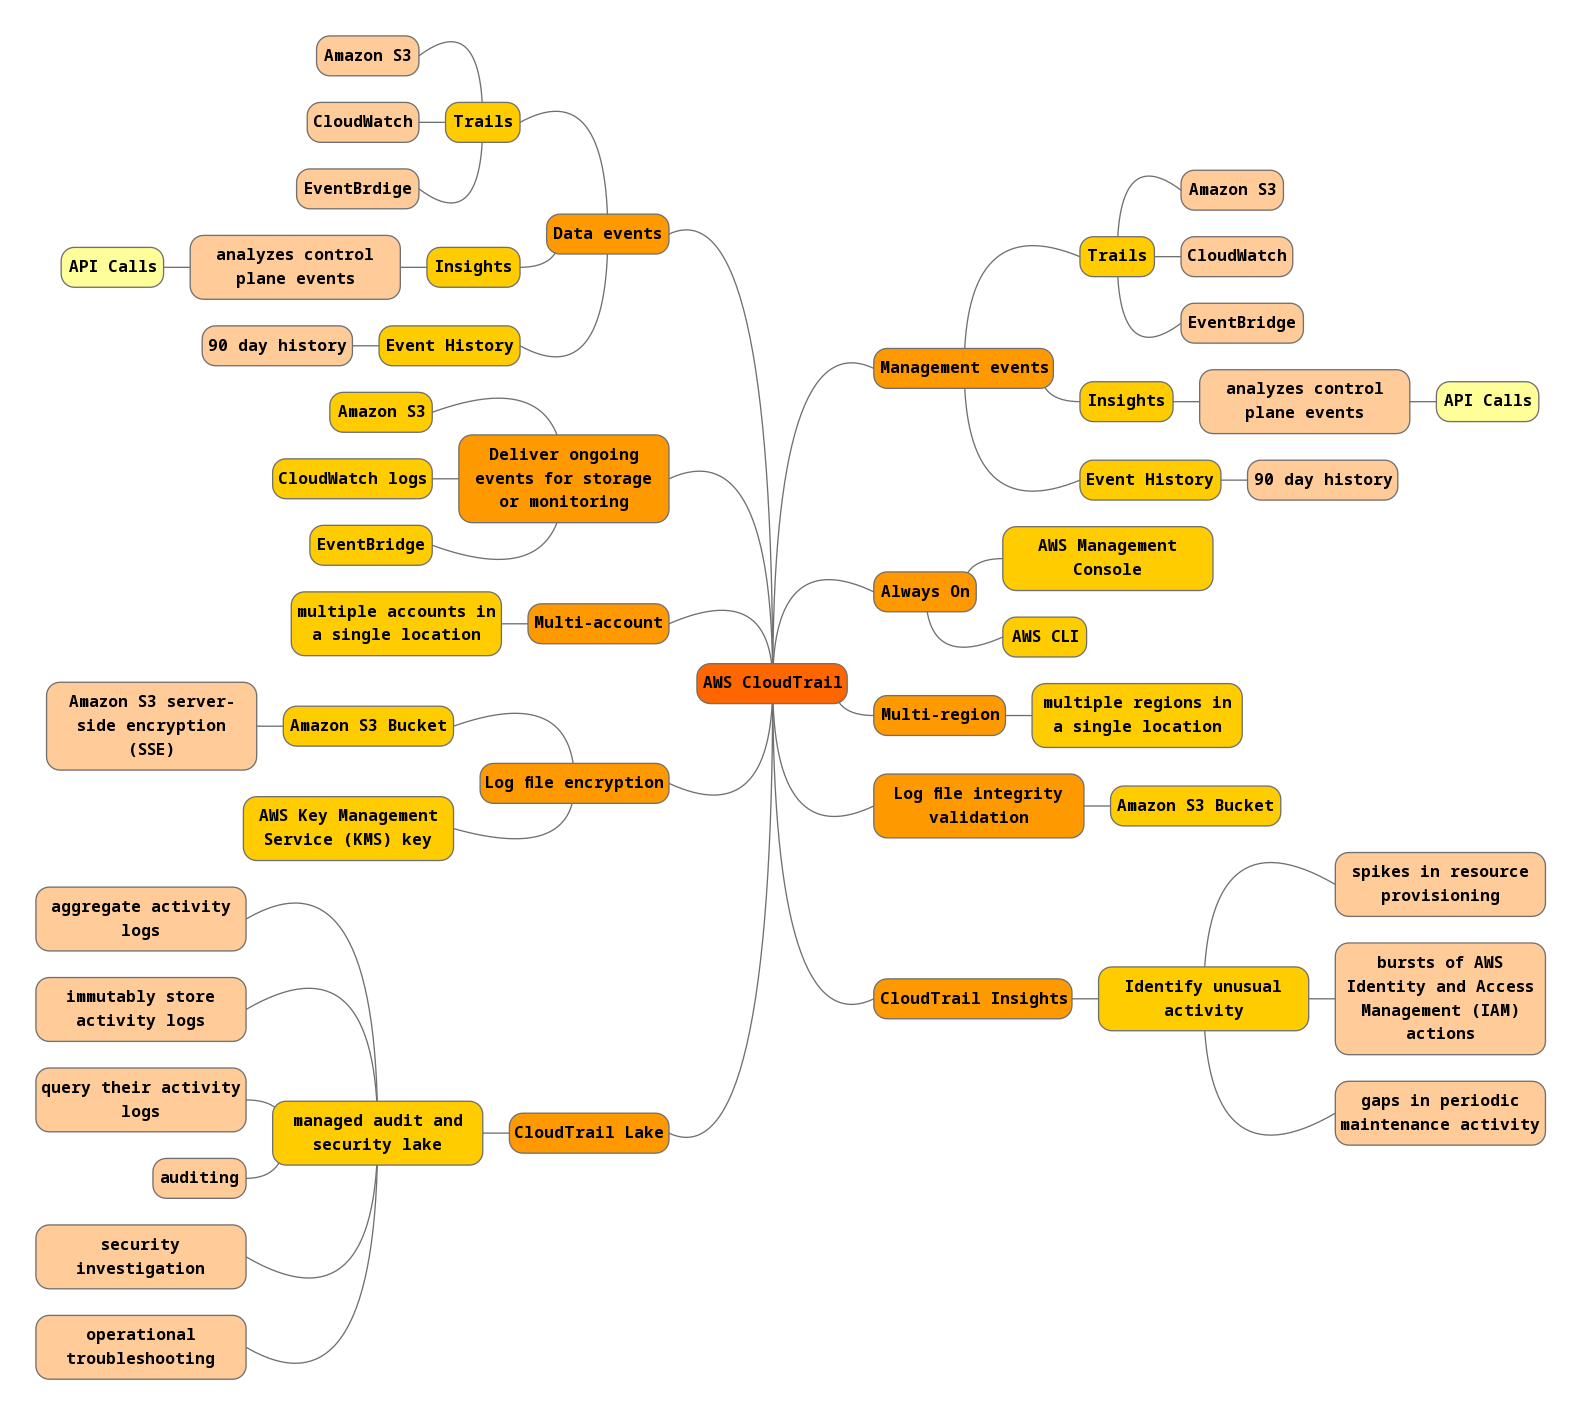 Amazon S3
CloudWatch
Trails
EventBrdige
Data events
API Calls
analyzes control
plane events
Insights
90 day history
Event History
Amazon S3
CloudWatch logs
EventBridge
Deliver ongoing
events for storage
or monitoring
multiple accounts in
a single location
Multi-account
Amazon S3 server-
side encryption
(SSE)
Amazon S3 Bucket
Log file encryption
AWS Key Management
Service (KMS) key
aggregate activity
logs
immutably store
activity logs
query their activity
logs
auditing
security
investigation
operational
troubleshooting
managed audit and
security lake
CloudTrail Lake
AWS CloudTrail
Management events
Trails
Amazon S3
CloudWatch
EventBridge
Insights
analyzes control
plane events
API Calls
Event History
90 day history
Always On
AWS Management
Console
AWS CLI
Multi-region
multiple regions in
a single location
Log file integrity
validation
Amazon S3 Bucket
CloudTrail Insights
Identify unusual
activity
spikes in resource
provisioning
bursts of AWS
Identity and Access
Management (IAM)
actions
gaps in periodic
maintenance activity